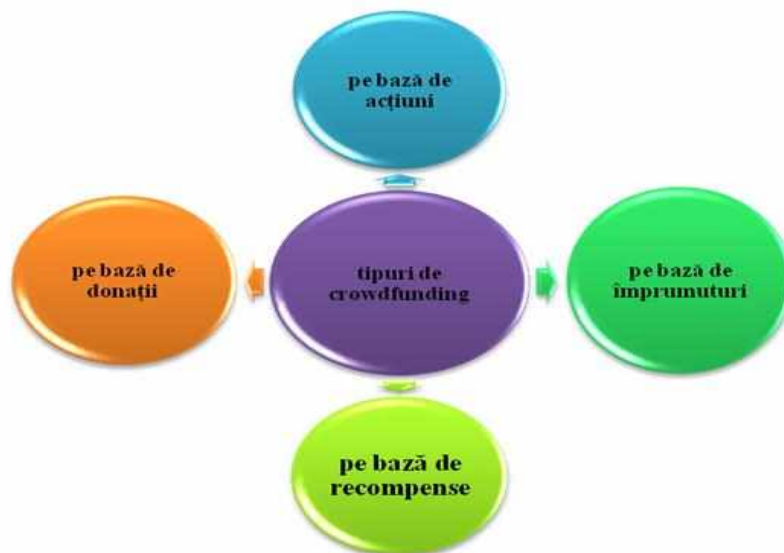 pe bază de
acțiuni
pe bază de
donații
tipuri de
crowdfunding
pe bază de
împrumuturi
pe bază de
recompense